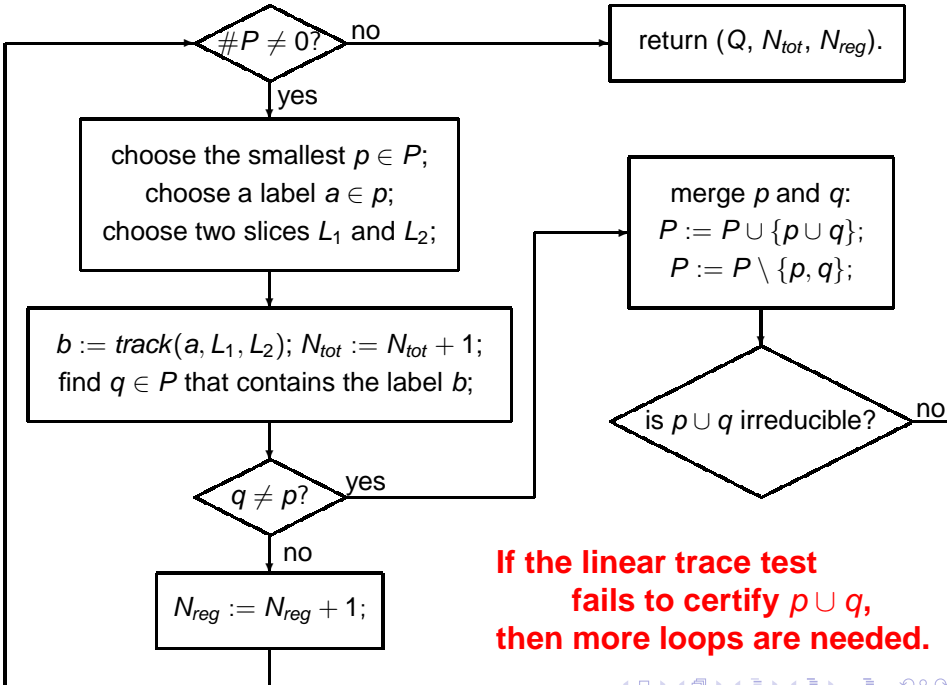 #P ≠ 0?
no
return (Q, N_tot, N_reg).
yes
choose the smallest p ∈ P;
choose a label a ∈ p;
choose two slices L_1 and L_2;
merge p and q:
P := P ∪ {p ∪ q};
P := P \ {p, q};
b := track(a, L_1, L_2); N_tot := N_tot + 1;
find q ∈ P that contains the label b;
is p ∪ q irreducible?
no
q ≠ p?
yes
no
N_reg := N_reg + 1;
If the linear trace test
fails to certify p ∪ q,
then more loops are needed.